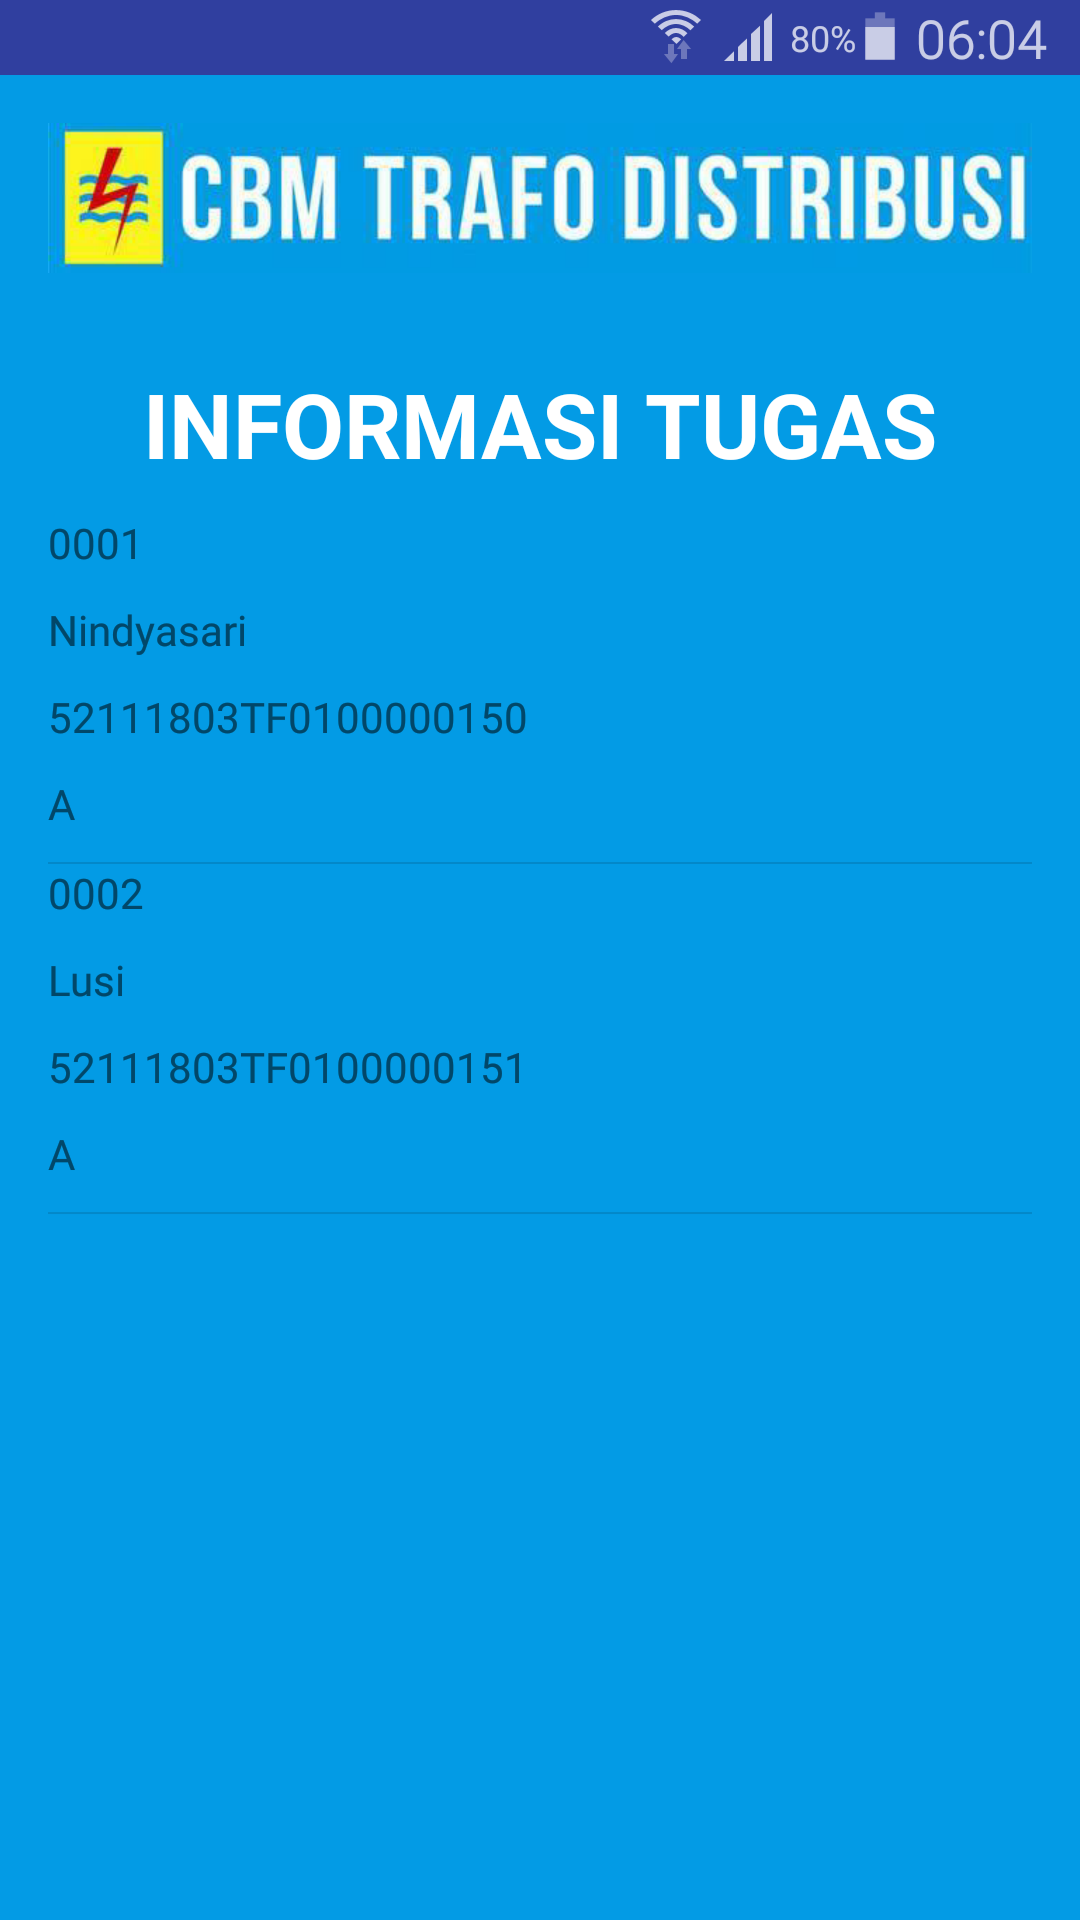 80% 06:04
CBM TRAFO DISTRIBUSI
INFORMASI TUGAS
0001
Nindyasari
52111803TF0100000150
A
0002
Lusi
52111803TF0100000151
A